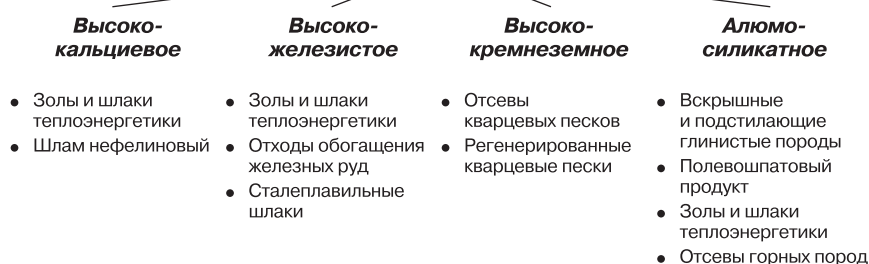 Высоко-
кальциевое
• Золы и шлаки
теплоэнергетики
• Шлам нефелиновый
Высоко-
железистое
• Золы и шлаки
теплоэнергетики
• Отходы обогащения
железных руд
• Сталеплавильные
шлаки
Высоко-
кремнеземное
• Отсевы
кварцевых песков
• Регенерированные
кварцевые пески
Алюмо-
силикатное
• Вскрышные
и подстилающие
глинистые породы
• Полевошпатовый
продукт
• Золы и шлаки
теплоэнергетики
• Отсевы горных пород